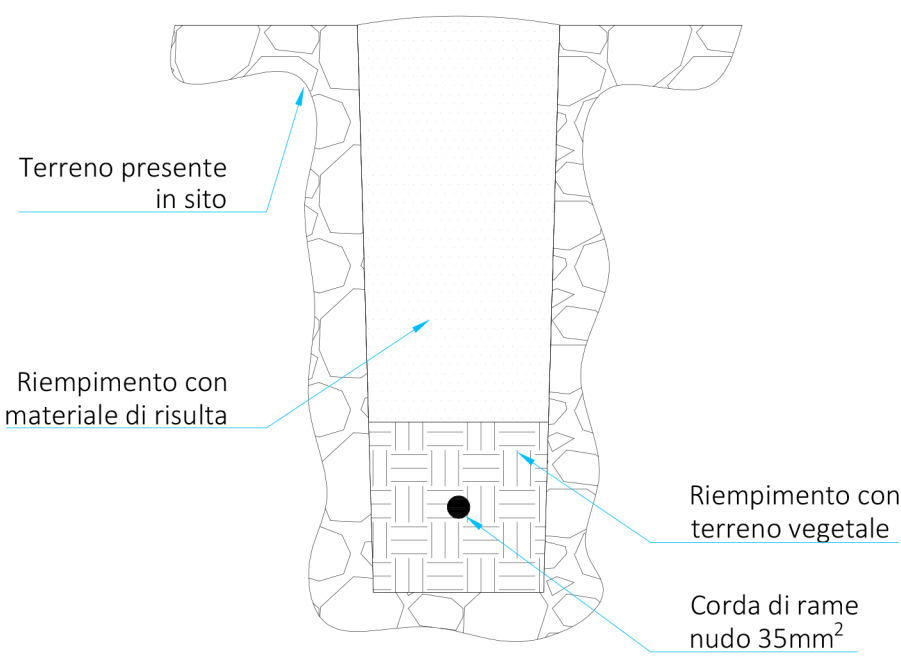 Terreno presente
in sito
Riempimento con
materiale di risulta
Riempimento con
terreno vegetale
Corda di rame
nudo 35mm²